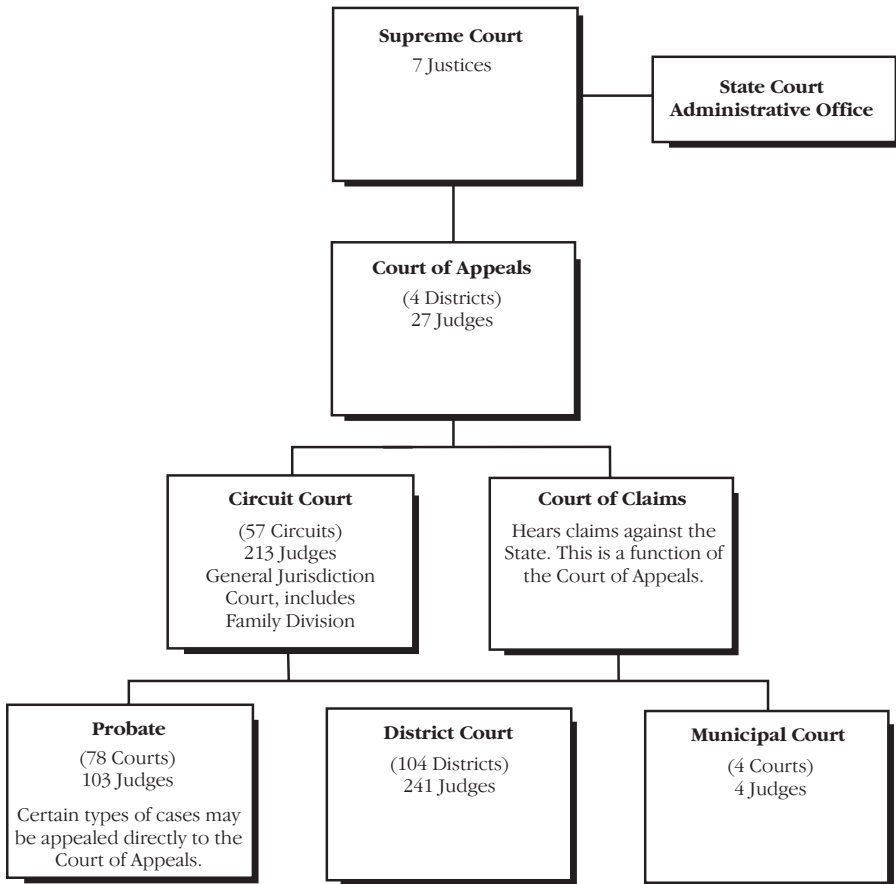 Supreme Court
7 Justices
State Court
Administrative Office
Court of Appeals
(4 Districts)
27 Judges
Circuit Court
(57 Circuits)
213 Judges
General Jurisdiction
Court, includes
Family Division
Court of Claims
Hears claims against the
State. This is a function of
the Court of Appeals.
Probate
(78 Courts)
103 Judges
Certain types of cases may
be appealed directly to the
Court of Appeals.
District Court
(104 Districts)
241 Judges
Municipal Court
(4 Courts)
4 Judges